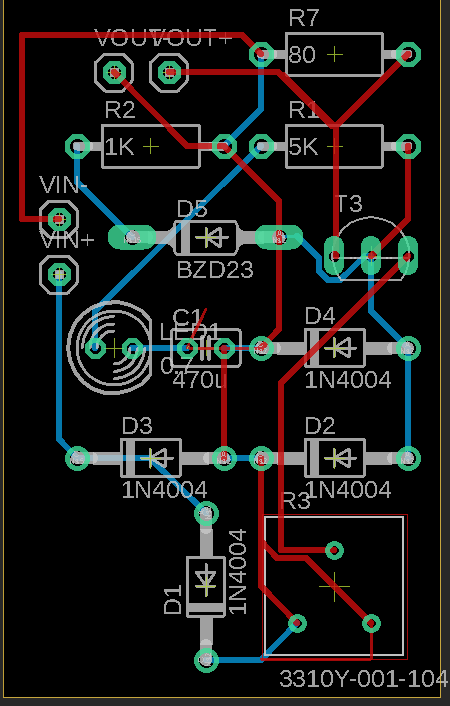 R7
VOUT-
VOUT+
80
R2
R1
1K
5K
VIN-
T3
D5
VIN+
BZD23
C1
D4
LED1
470u
1N4004
D3
D2
1N4004
1N4004
R3
D1
1N4004
3310Y-001-104